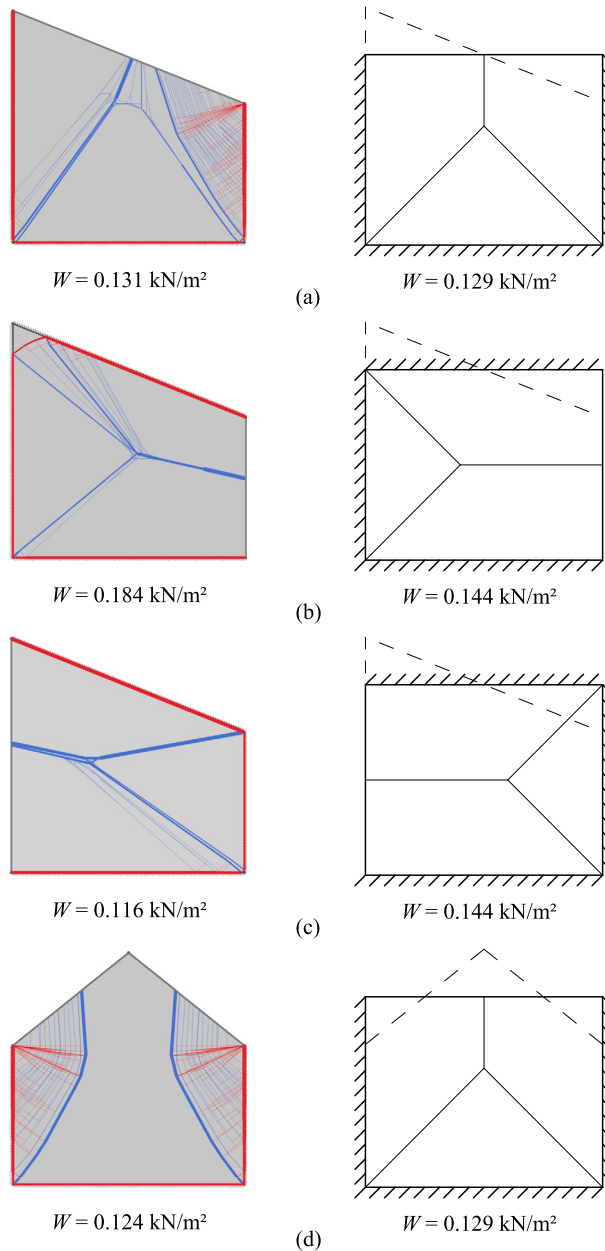 W = 0.131 kN/m²
W = 0.129 kN/m²
(a)
W = 0.184 kN/m²
W = 0.144 kN/m²
(b)
W = 0.116 kN/m²
W = 0.144 kN/m²
(c)
W = 0.124 kN/m²
W = 0.129 kN/m²
(d)